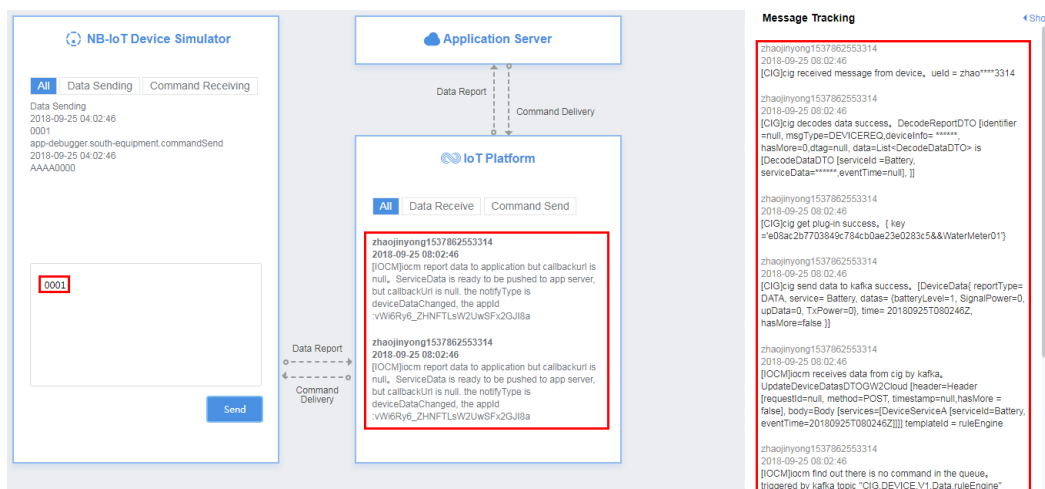 NB-IoT Device Simulator
All
Data Sending
Command Receiving
Data Sending
2018-09-25 04:02:46
0001
app-debugger.south-equipment.commandSend
2018-09-25 04:02:46
AAAA0000
0001
Send
Data Report
Command
Delivery
Application Server
Data Report
Command Delivery
IoT Platform
All
Data Receive
Command Send
zhaojinyong1537862553314
2018-09-25 08:02:46
[IOCM]iocm report data to application but callbackurl is
null。ServiceData is ready to be pushed to app server,
but callbackUrl is null. the notifyType is
deviceDataChanged, the appId
:vWi6Ry6_ZHNFTLsW2UwSFx2GJI8a
zhaojinyong1537862553314
2018-09-25 08:02:46
[IOCM]iocm report data to application but callbackurl is
null。ServiceData is ready to be pushed to app server,
but callbackUrl is null. the notifyType is
deviceDataChanged, the appId
:vWi6Ry6_ZHNFTLsW2UwSFx2GJI8a
Message Tracking
Sho
zhaojinyong1537862553314
2018-09-25 08:02:46
[CIG]cig received message from device。ueId = zhao****3314
zhaojinyong1537862553314
2018-09-25 08:02:46
[CIG]cig decodes data success。DecodeReportDTO [identifier
=null, msgType=DEVICEREQ,deviceInfo= ******,
hasMore=0,dtag=null, data=List<DecodeDataDTO> is
[DecodeDataDTO [serviceId =Battery,
serviceData=******,eventTime=null], ]]
zhaojinyong1537862553314
2018-09-25 08:02:46
[CIG]cig get plug-in success。{ key
='e08ac2b7703849c784cb0ae23e0283c5&&WaterMeter01'}
zhaojinyong1537862553314
2018-09-25 08:02:46
[CIG]cig send data to kafka success。[DeviceData{ reportType=
DATA, service= Battery, datas= {batteryLevel=1, SignalPower=0,
upData=0, TxPower=0}, time= 20180925T080246Z,
hasMore=false }]
zhaojinyong1537862553314
2018-09-25 08:02:46
[IOCM]iocm receives data from cig by kafka。
UpdateDeviceDatasDTOGW2Cloud [header=Header
[requestId=null, method=POST, timestamp=null,hasMore =
false], body=Body [services=[DeviceServiceA [serviceId=Battery,
eventTime=20180925T080246Z]]]] templateId = ruleEngine
zhaojinyong1537862553314
2018-09-25 08:02:46
[IOCM]iocm find out there is no command in the queue。
triggered by kafka topic "CIG.DEVICE.V1.Data.ruleEngine"